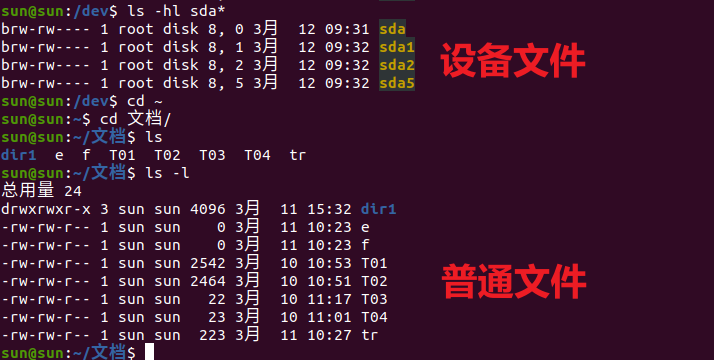 sun@sun:/dev$ ls -hl sda*
brw-rw---- 1 root disk 8, 0 3月  12 09:31 sda
brw-rw---- 1 root disk 8, 1 3月  12 09:32 sda1
brw-rw---- 1 root disk 8, 2 3月  12 09:32 sda2
brw-rw---- 1 root disk 8, 5 3月  12 09:32 sda5
设备文件
sun@sun:/dev$ cd ~
sun@sun:~$ cd 文档/
sun@sun:~/文档$ ls
dir1  e  f  T01  T02  T03  T04  tr
sun@sun:~/文档$ ls -l
总用量 24
drwxrwxr-x 3 sun sun 4096 3月  11 15:32 dir1
-rw-rw-r-- 1 sun sun    0 3月  11 10:23 e
-rw-rw-r-- 1 sun sun    0 3月  11 10:23 f
-rw-rw-r-- 1 sun sun 2542 3月  10 10:53 T01
-rw-rw-r-- 1 sun sun 2464 3月  10 10:51 T02
-rw-rw-r-- 1 sun sun   22 3月  10 11:17 T03
-rw-rw-r-- 1 sun sun   23 3月  10 11:01 T04
-rw-rw-r-- 1 sun sun  223 3月  11 10:27 tr
普通文件
sun@sun:~/文档$